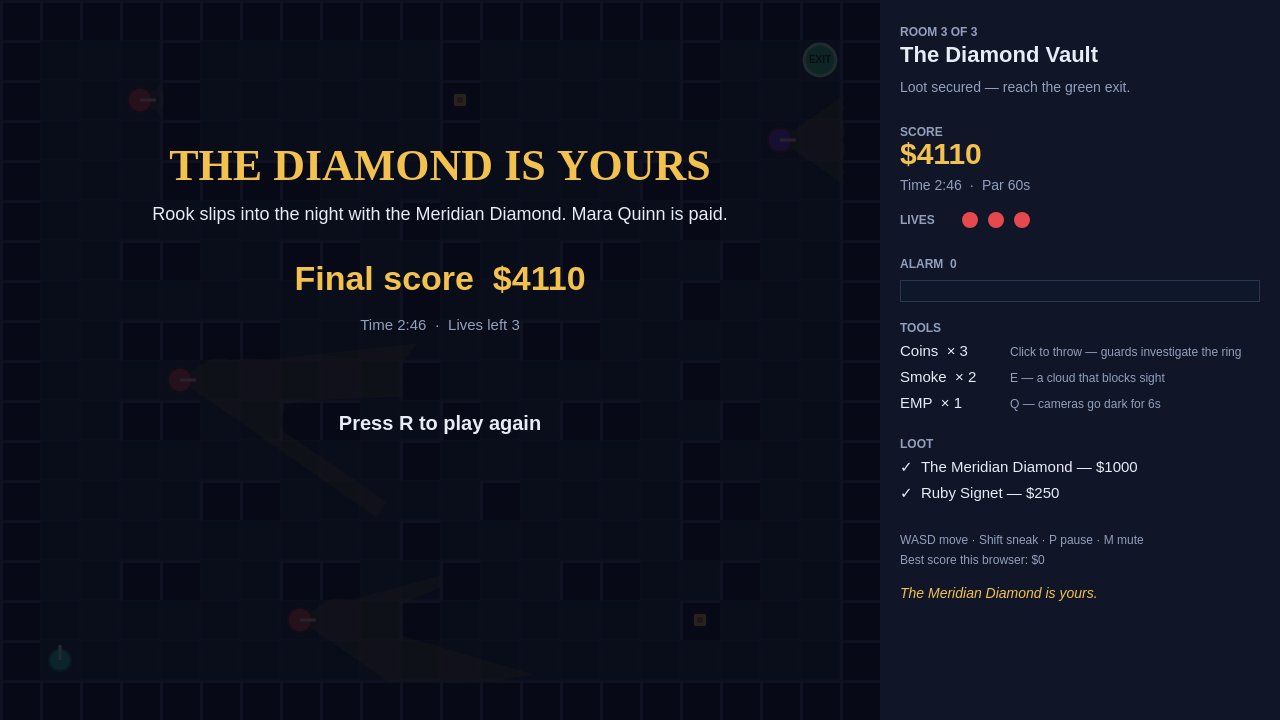 EXIT
THE DIAMOND IS YOURS
Rook slips into the night with the Meridian Diamond. Mara Quinn is paid.
Final score $4110
Time 2:46 · Lives left 3
Press R to play again
ROOM 3 OF 3
The Diamond Vault
Loot secured — reach the green exit.
SCORE
$4110
Time 2:46 · Par 60s
LIVES
ALARM 0
TOOLS
Coins × 3 Click to throw — guards investigate the ring
Smoke × 2 E — a cloud that blocks sight
EMP × 1 Q — cameras go dark for 6s
LOOT
✓ The Meridian Diamond — $1000
✓ Ruby Signet — $250
WASD move · Shift sneak · P pause · M mute
Best score this browser: $0
The Meridian Diamond is yours.